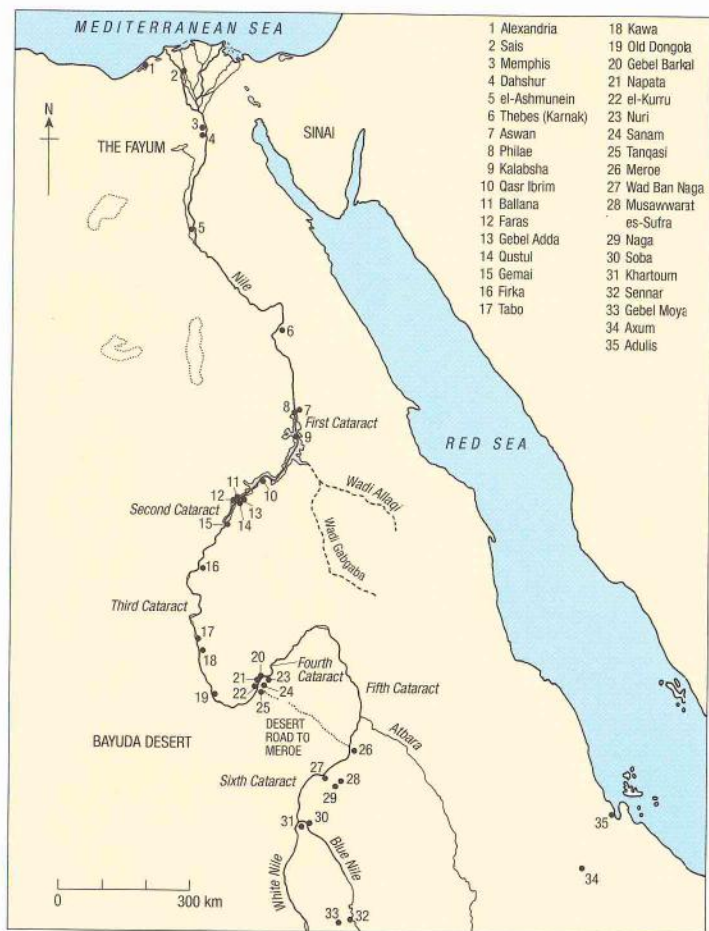 MEDITERRANEAN SEA
1 Alexandria
2 Sais
3 Memphis
4 Dahshur
5 el-Ashmunein
6 Thebes (Karnak)
7 Aswan
8 Philae
9 Kalabsha
10 Qasr Ibrim
11 Ballana
12 Faras
13 Gebel Adda
14 Qustul
15 Gemai
16 Firka
17 Tabo
18 Kawa
19 Old Dongola
20 Gebel Barkal
21 Napata
22 el-Kurru
23 Nuri
24 Sanam
25 Tanqasi
26 Meroe
27 Wad Ban Naga
28 Musawwarat
es-Sufra
29 Naga
30 Soba
31 Khartoum
32 Sennar
33 Gebel Moya
34 Axum
35 Adulis
1
2
N
3
4
THE FAYUM
SINAI
5
Nile
6
8
7
First Cataract
9
RED SEA
10
11
12
13
Second Cataract
14
15
Wadi Allaqi
Wadi Gabgaba
16
Third Cataract
17
18
20
Fourth
Cataract
21
23
22
24
19
25
Fifth Cataract
BAYUDA DESERT
DESERT
ROAD TO
MEROE
Atbara
26
27
Sixth Cataract
28
29
31
30
35
White Nile
Blue Nile
34
0
300 km
33
32